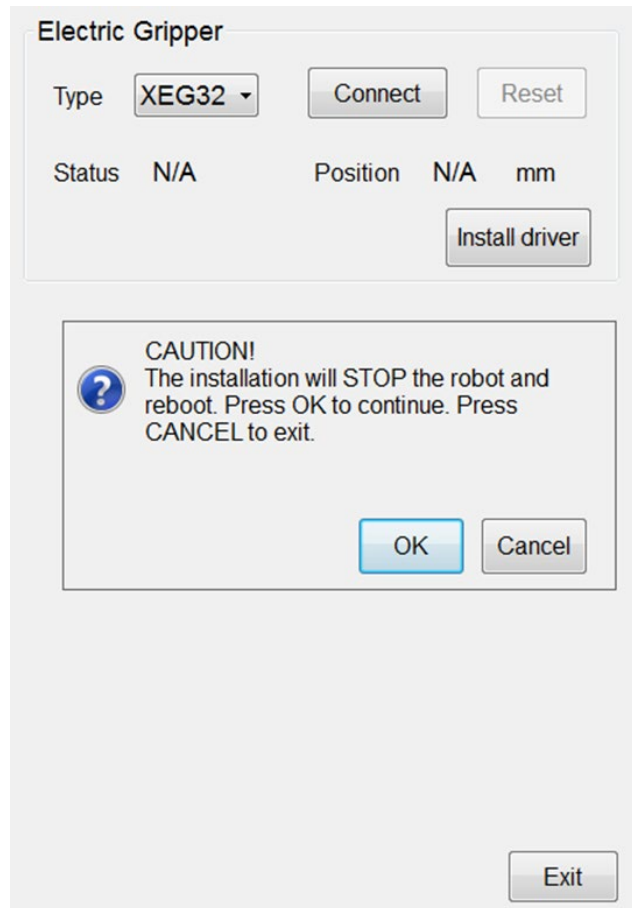 Electric Gripper
Type XEG32 Connect Reset
Status N/A Position N/A mm
Install driver
CAUTION!
The installation will STOP the robot and
reboot. Press OK to continue. Press
CANCEL to exit.
OK Cancel
Exit